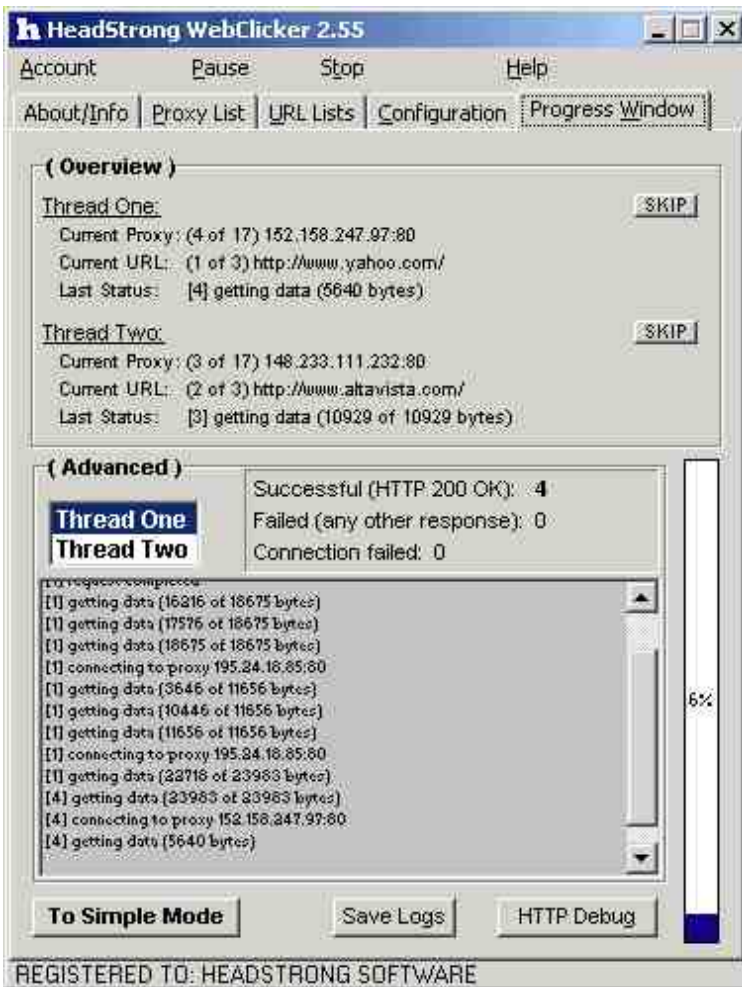 h HeadStrong WebClicker 2.55
Account Pause Stop Help
About/Info Proxy List URL Lists Configuration Progress Window
( Overview )
Thread One: SKIP
Current Proxy: (4 of 17) 152.158.247.97:80
Current URL: (1 of 3) http://www.yahoo.com/
Last Status: [4] getting data (5640 bytes)
Thread Two: SKIP
Current Proxy: (3 of 17) 148.233.111.232:80
Current URL: (2 of 3) http://www.altavista.com/
Last Status: [3] getting data (10929 of 10929 bytes)
( Advanced )
Thread One
Thread Two
Successful (HTTP 200 OK): 4
Failed (any other response): 0
Connection failed: 0
[1] request completed
[1] getting data (16216 of 18675 bytes)
[1] getting data (17576 of 18675 bytes)
[1] getting data (18675 of 18675 bytes)
[1] connecting to proxy 195.24.18.85:80
[1] getting data (3646 of 11656 bytes)
[1] getting data (10446 of 11656 bytes)
[1] getting data (11656 of 11656 bytes)
[1] connecting to proxy 195.24.18.85:80
[1] getting data (22718 of 23983 bytes)
[4] getting data (23983 of 23983 bytes)
[4] connecting to proxy 152.158.247.97:80
[4] getting data (5640 bytes)
6%
To Simple Mode Save Logs HTTP Debug
REGISTERED TO: HEADSTRONG SOFTWARE